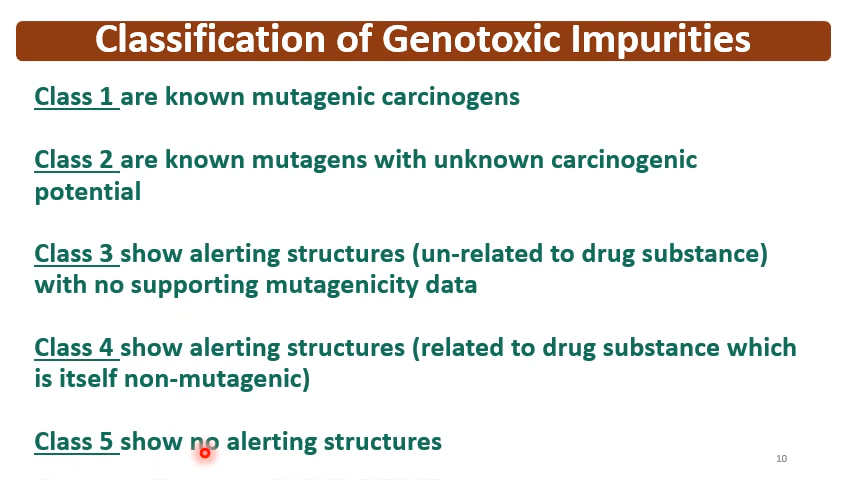 Classification of Genotoxic Impurities
Class 1 are known mutagenic carcinogens
Class 2 are known mutagens with unknown carcinogenic
potential
Class 3 show alerting structures (un-related to drug substance)
with no supporting mutagenicity data
Class 4 show alerting structures (related to drug substance which
is itself non-mutagenic)
Class 5 show no alerting structures
10